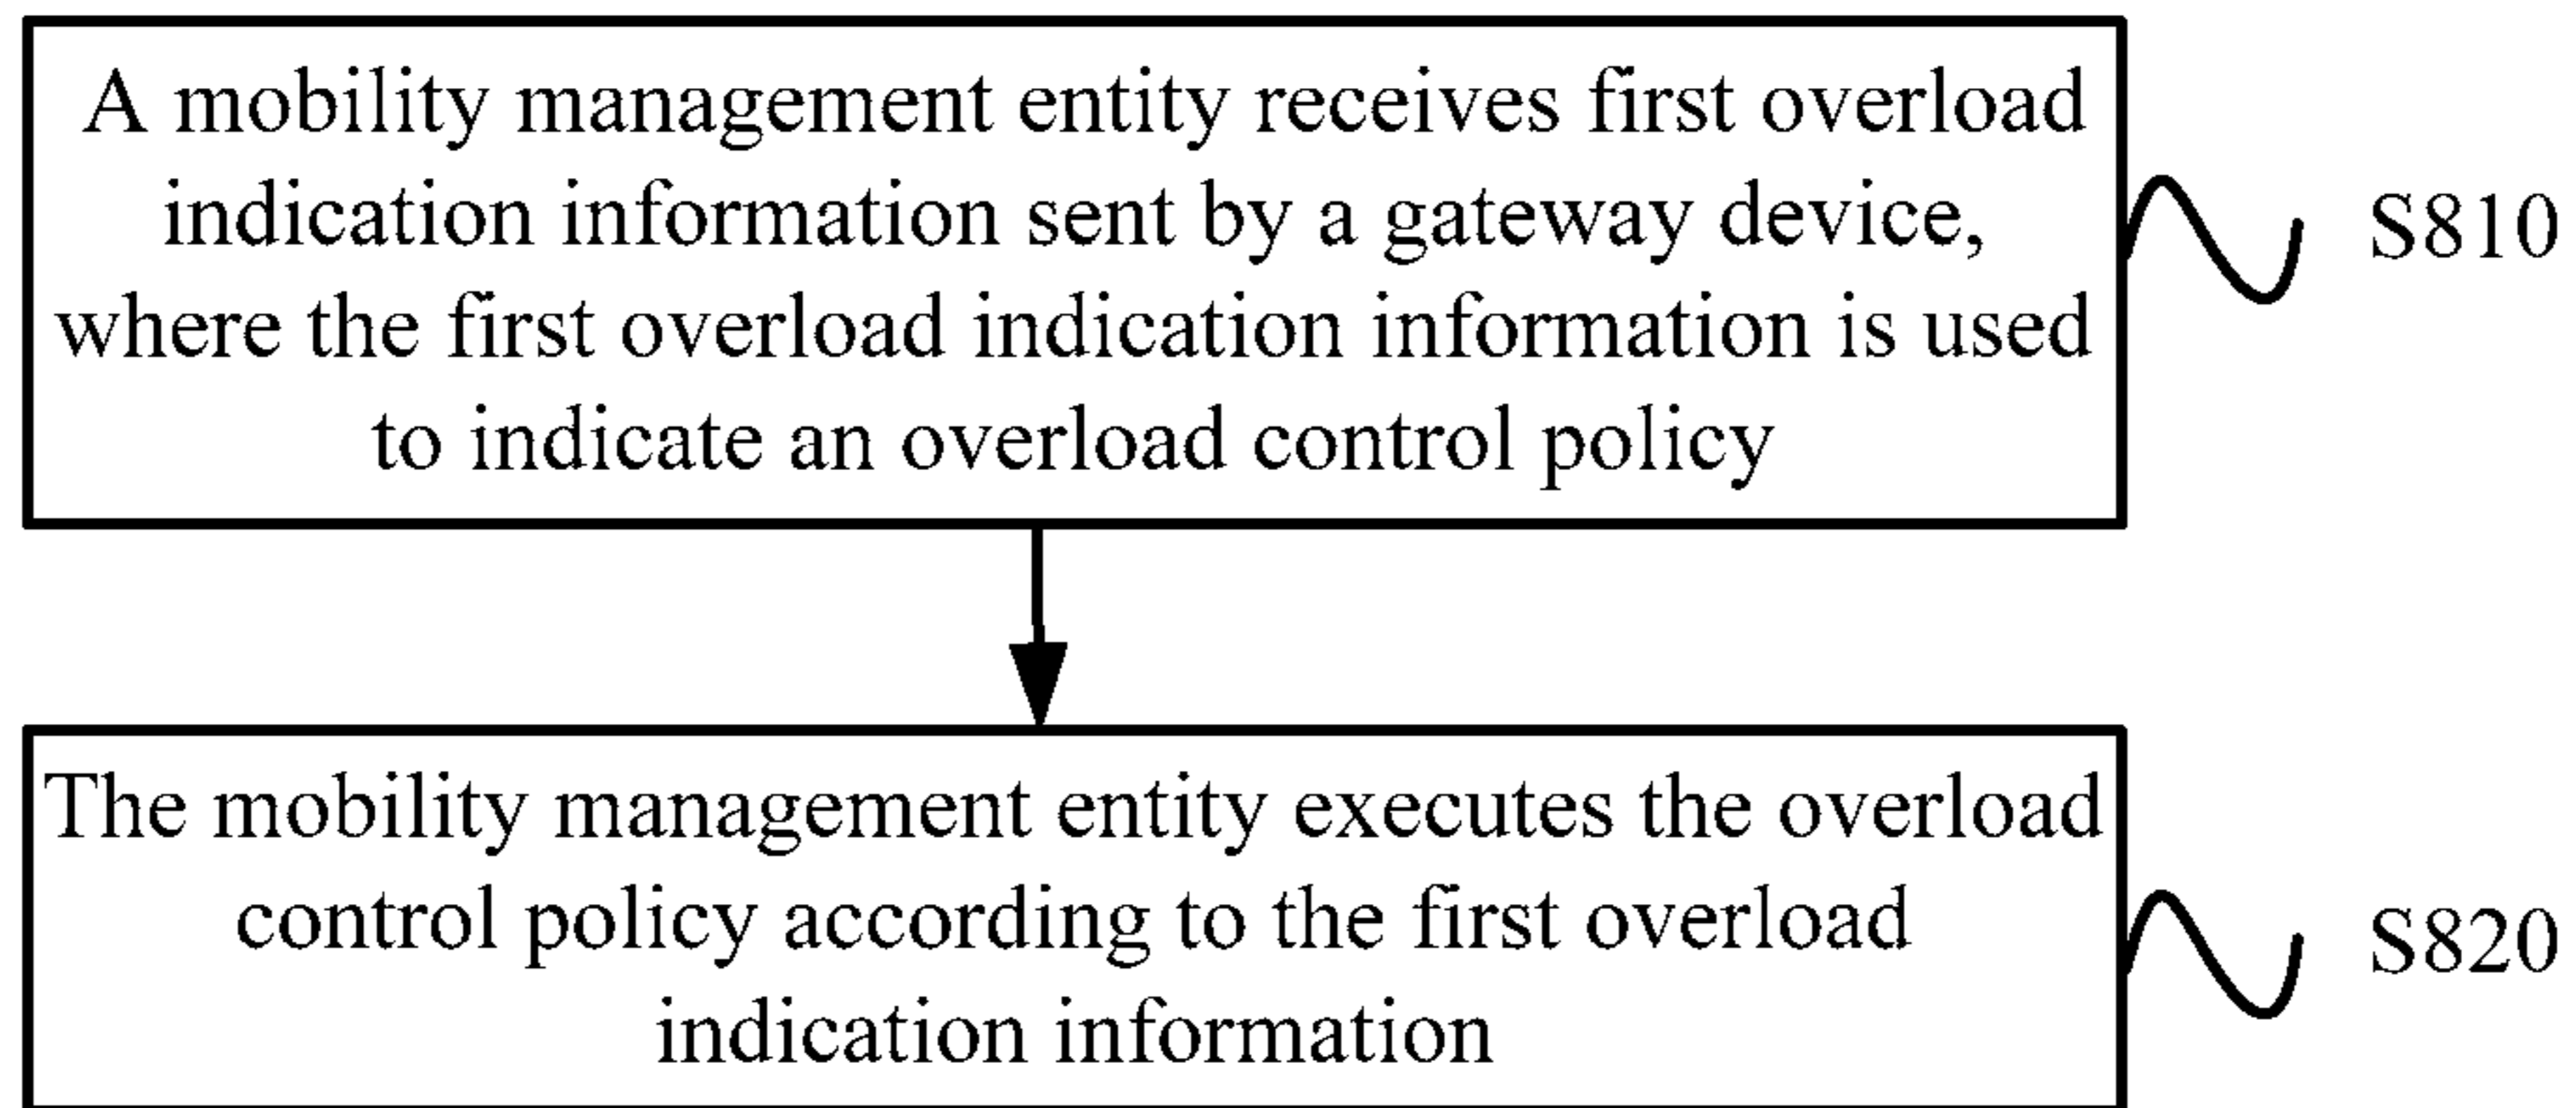 A mobility management entity receives first overload
indication information sent by a gateway device,
where the first overload indication information is used
to indicate an overload control policy
S810
The mobility management entity executes the overload
control policy according to the first overload
indication information
S820